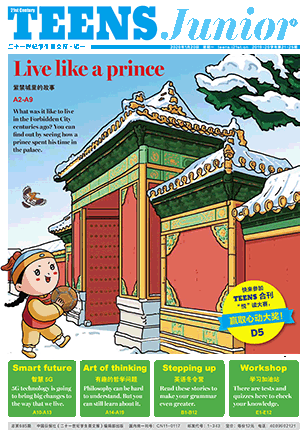 21st Century
TEENS Junior
二十一世纪学生英文报·初一
Live like a prince
紫禁城里的故事
A2-A9
What was it like to live
in the Forbidden City
centuries ago? You can
find out by seeing how a
prince spent his time in
the palace.
快来参加
TEENS 合刊
“悦”读大赛，
赢取心动大奖!
D5
Smart future
智慧 5G
5G technology is going
to bring big changes to
the way that we live.
A10-A13
Art of thinking
有趣的哲学问题
Philosophy can be hard
to understand. But you
can still learn about it.
A14-A19
Stepping up
英语冬令营
Read these stories to
make your grammar
even greater.
B1-B12
Workshop
学习加油站
There are tests and
quizzes here to check
your knowledge.
E1-E12